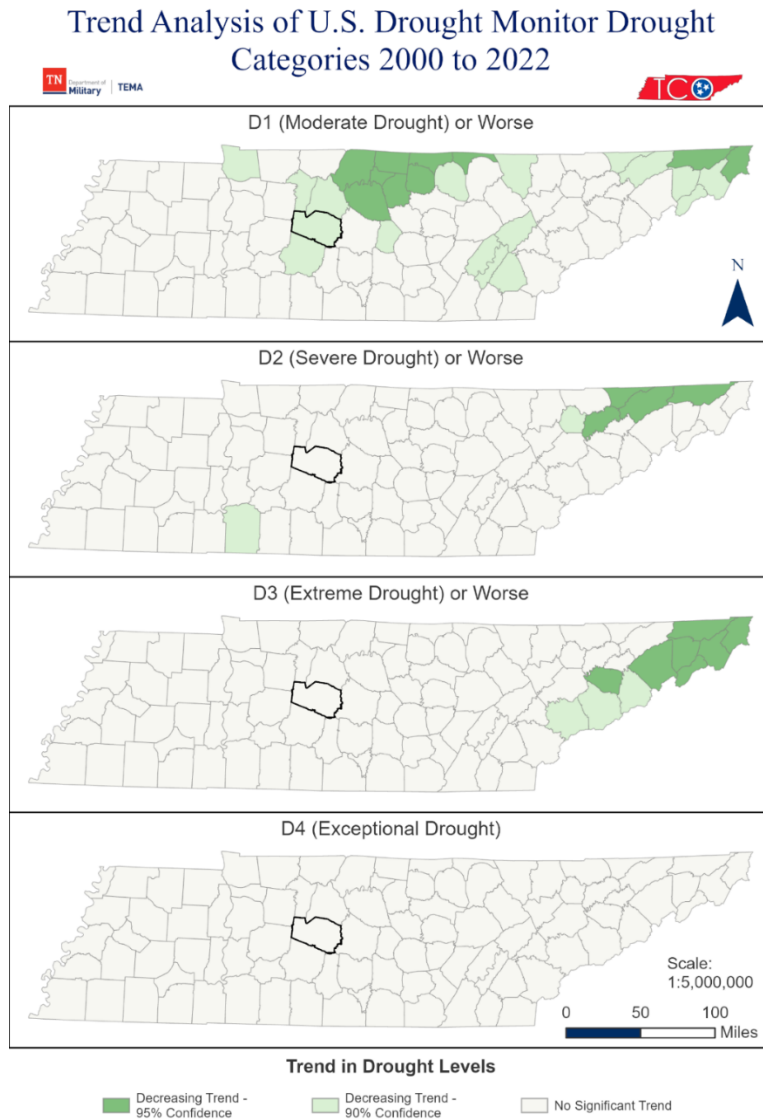 Trend Analysis of U.S. Drought Monitor Drought
Categories 2000 to 2022
TN
Department of
Military
TEMA
TCO
D1 (Moderate Drought) or Worse
N
D2 (Severe Drought) or Worse
D3 (Extreme Drought) or Worse
D4 (Exceptional Drought)
Scale:
1:5,000,000
0 50 100
Miles
Trend in Drought Levels
Decreasing Trend -
95% Confidence
Decreasing Trend -
90% Confidence
No Significant Trend